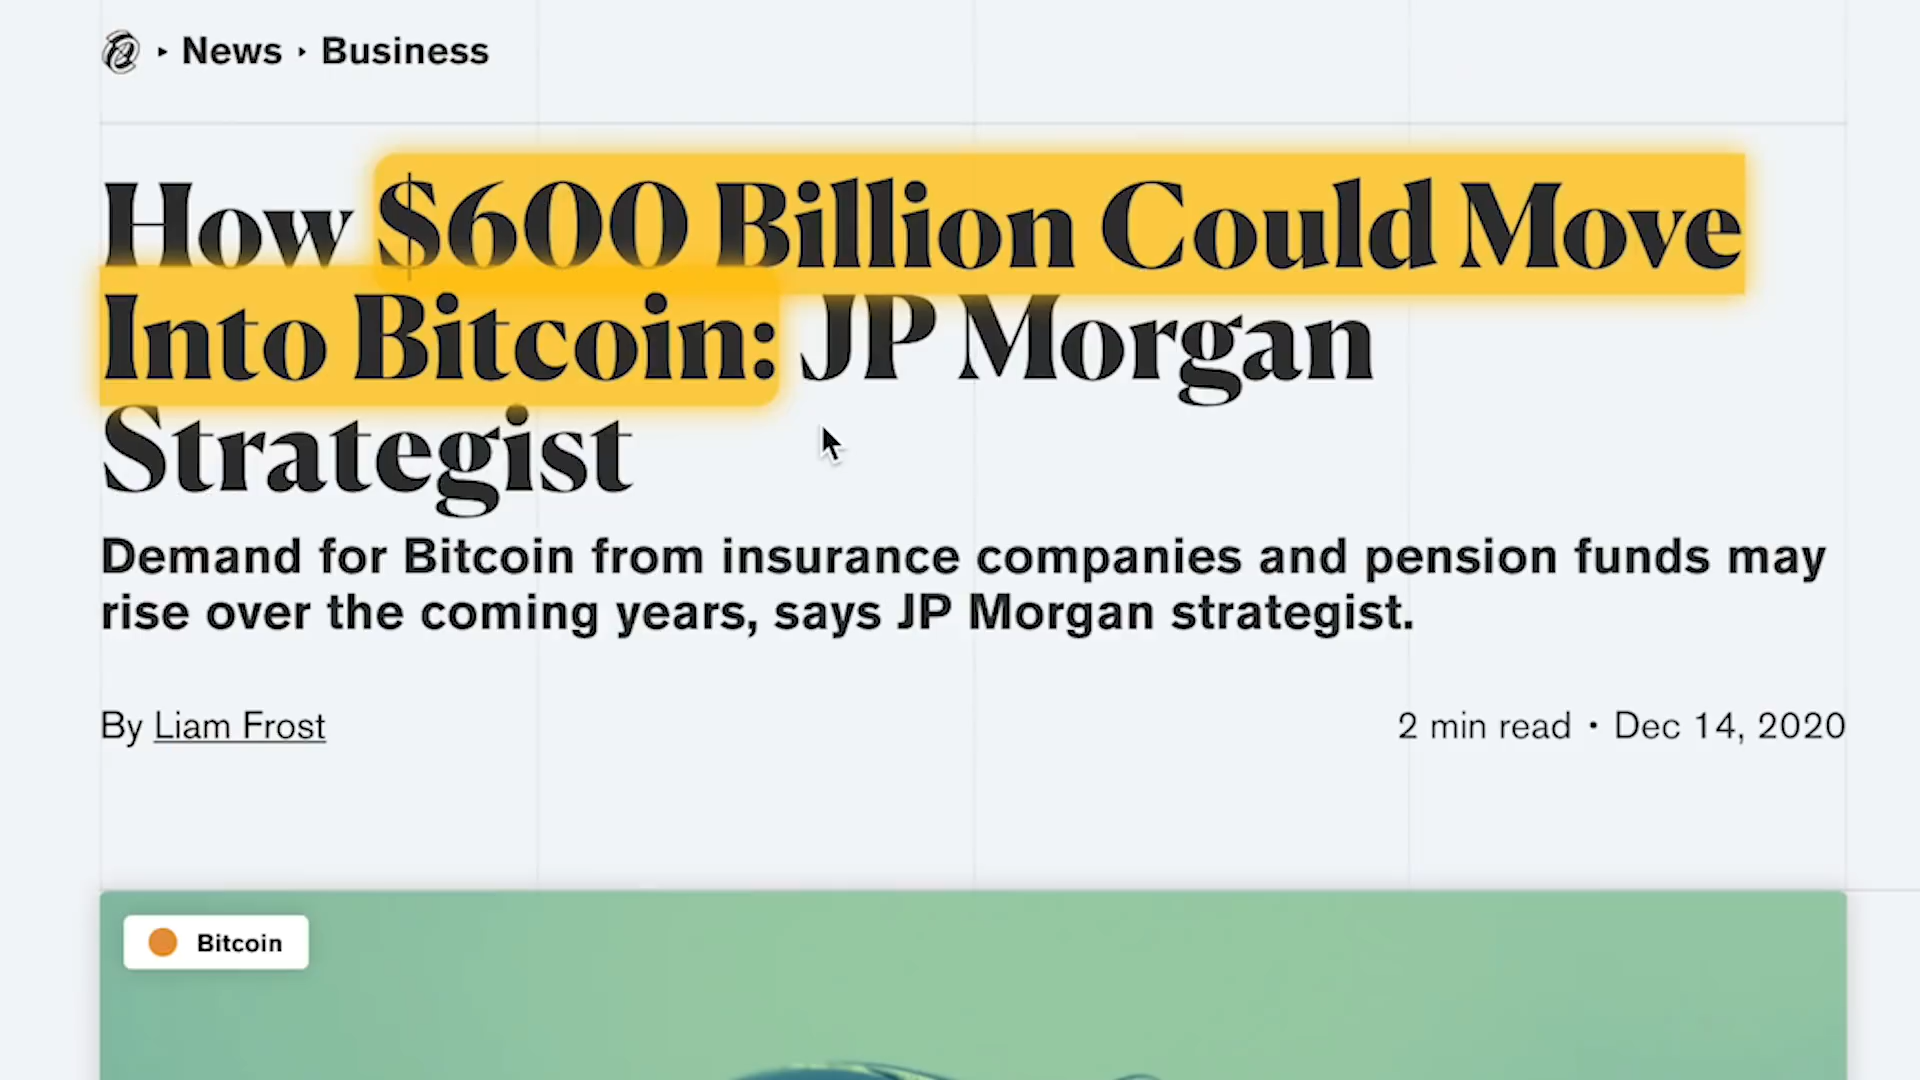 News ‣ Business
How $600 Billion Could Move
Into Bitcoin: JP Morgan
Strategist
Demand for Bitcoin from insurance companies and pension funds may
rise over the coming years, says JP Morgan strategist.
By Liam Frost
2 min read • Dec 14, 2020
Bitcoin